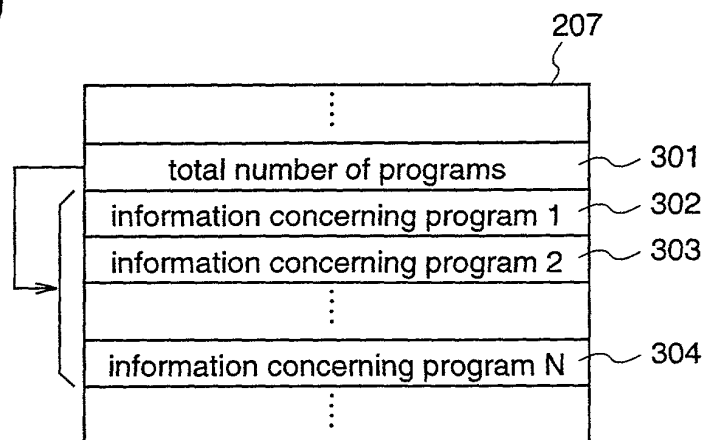 207
total number of programs 301
information concerning program 1 302
information concerning program 2 303
information concerning program N 304